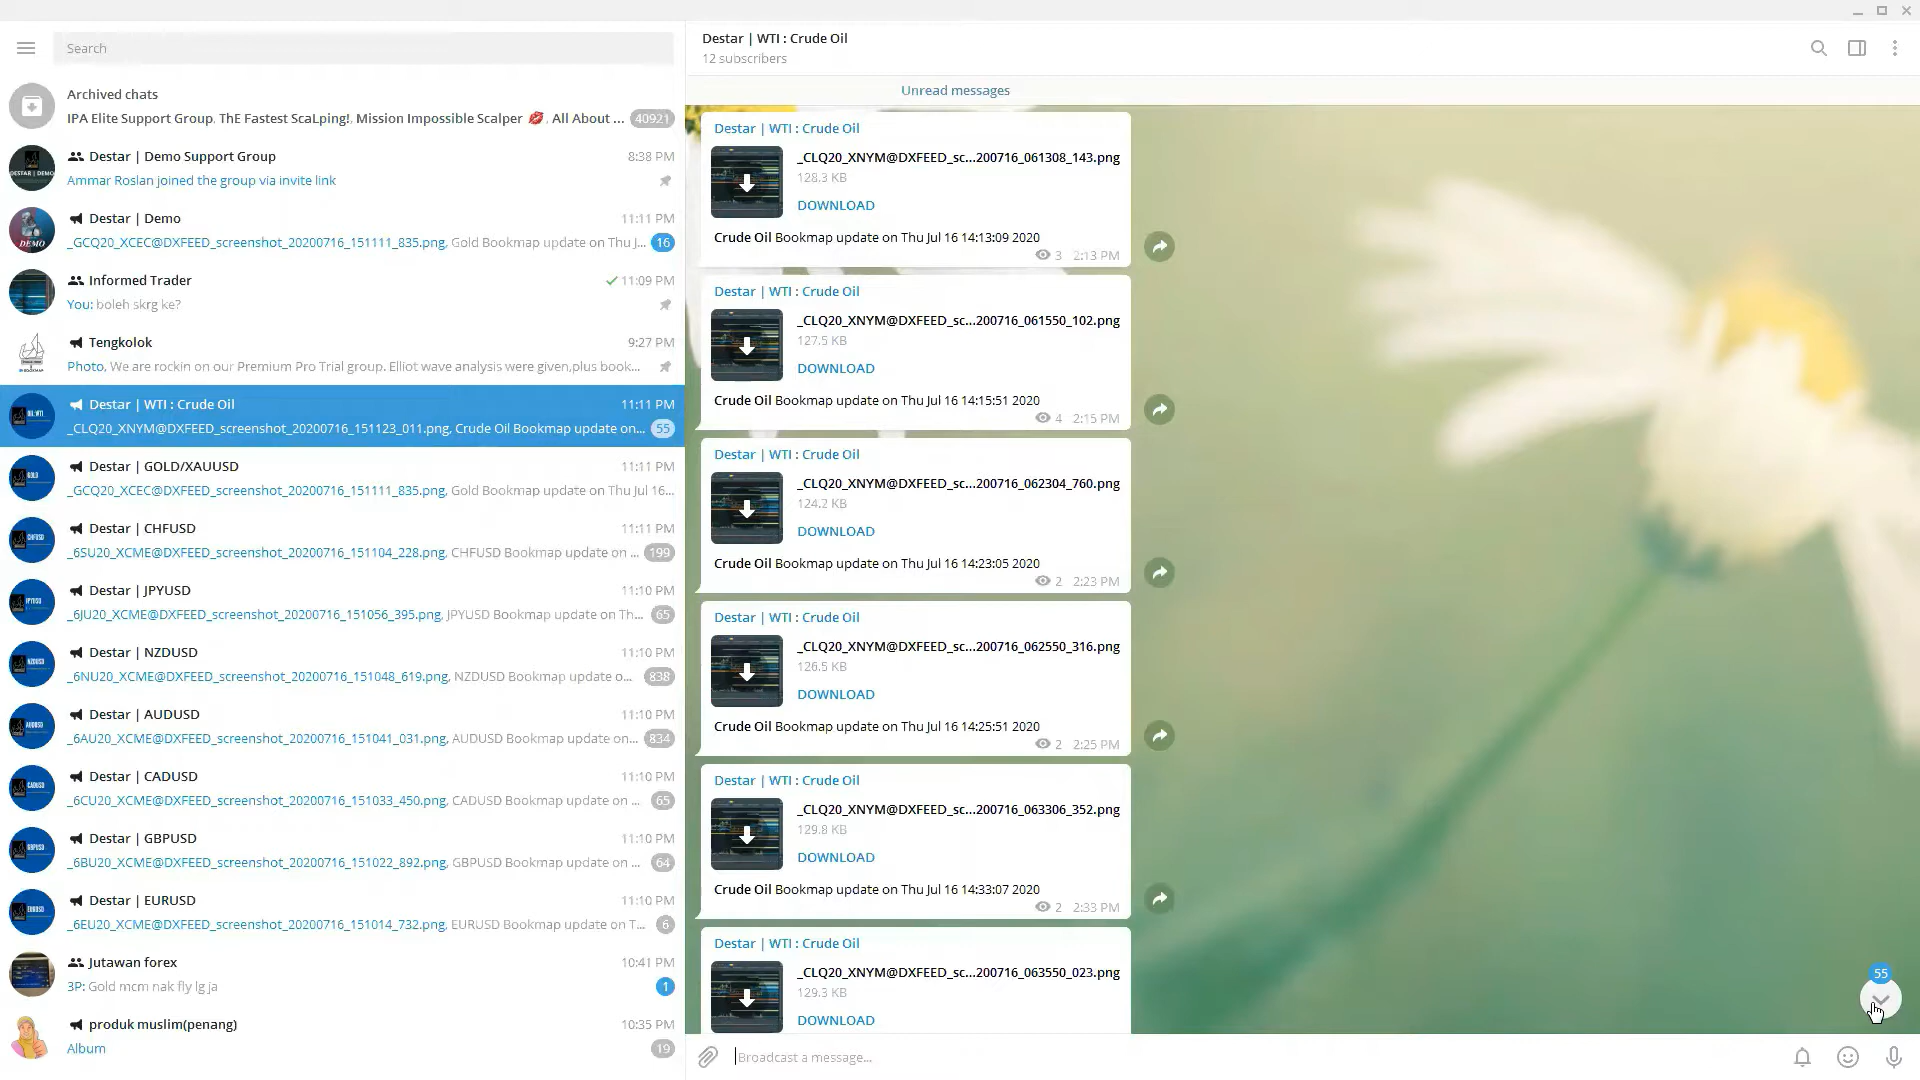 Search
Archived chats
IPA Elite Support Group, ThE Fastest ScaLping!, Mission Impossible Scalper 💋, All About ... 40921
Destar | Demo Support Group 8:38 PM
Ammar Roslan joined the group via invite link
Destar | Demo 11:11 PM
_GCQ20_XCEC@DXFEED_screenshot_20200716_151111_835.png, Gold Bookmap update on Thu J... 16
Informed Trader 11:09 PM
You: boleh skrg ke?
Tengkolok 9:27 PM
Photo, We are rockin on our Premium Pro Trial group. Elliot wave analysis were given,plus book...
Destar | WTI : Crude Oil 11:11 PM
_CLQ20_XNYM@DXFEED_screenshot_20200716_151123_011.png, Crude Oil Bookmap update on... 55
Destar | GOLD/XAUUSD 11:11 PM
_GCQ20_XCEC@DXFEED_screenshot_20200716_151111_835.png, Gold Bookmap update on Thu Jul 16...
Destar | CHFUSD 11:11 PM
_6SU20_XCME@DXFEED_screenshot_20200716_151104_228.png, CHFUSD Bookmap update on ... 199
Destar | JPYUSD 11:10 PM
_6JU20_XCME@DXFEED_screenshot_20200716_151056_395.png, JPYUSD Bookmap update on Th... 65
Destar | NZDUSD 11:10 PM
_6NU20_XCME@DXFEED_screenshot_20200716_151048_619.png, NZDUSD Bookmap update o... 838
Destar | AUDUSD 11:10 PM
_6AU20_XCME@DXFEED_screenshot_20200716_151041_031.png, AUDUSD Bookmap update on... 834
Destar | CADUSD 11:10 PM
_6CU20_XCME@DXFEED_screenshot_20200716_151033_450.png, CADUSD Bookmap update on ... 65
Destar | GBPUSD 11:10 PM
_6BU20_XCME@DXFEED_screenshot_20200716_151022_892.png, GBPUSD Bookmap update on ... 64
Destar | EURUSD 11:10 PM
_6EU20_XCME@DXFEED_screenshot_20200716_151014_732.png, EURUSD Bookmap update on T... 6
Jutawan forex 10:41 PM
3P: Gold mcm nak fly lg ja 1
produk muslim(penang) 10:35 PM
Album 19
Destar | WTI : Crude Oil
12 subscribers
Unread messages
Destar | WTI : Crude Oil
_CLQ20_XNYM@DXFEED_sc...200716_061308_143.png
128.3 KB
DOWNLOAD
Crude Oil Bookmap update on Thu Jul 16 14:13:09 2020
3 2:13 PM
Destar | WTI : Crude Oil
_CLQ20_XNYM@DXFEED_sc...200716_061550_102.png
127.5 KB
DOWNLOAD
Crude Oil Bookmap update on Thu Jul 16 14:15:51 2020
4 2:15 PM
Destar | WTI : Crude Oil
_CLQ20_XNYM@DXFEED_sc...200716_062304_760.png
124.2 KB
DOWNLOAD
Crude Oil Bookmap update on Thu Jul 16 14:23:05 2020
2 2:23 PM
Destar | WTI : Crude Oil
_CLQ20_XNYM@DXFEED_sc...200716_062550_316.png
126.5 KB
DOWNLOAD
Crude Oil Bookmap update on Thu Jul 16 14:25:51 2020
2 2:25 PM
Destar | WTI : Crude Oil
_CLQ20_XNYM@DXFEED_sc...200716_063306_352.png
129.8 KB
DOWNLOAD
Crude Oil Bookmap update on Thu Jul 16 14:33:07 2020
2 2:33 PM
Destar | WTI : Crude Oil
_CLQ20_XNYM@DXFEED_sc...200716_063550_023.png
129.3 KB
DOWNLOAD
55
Broadcast a message...